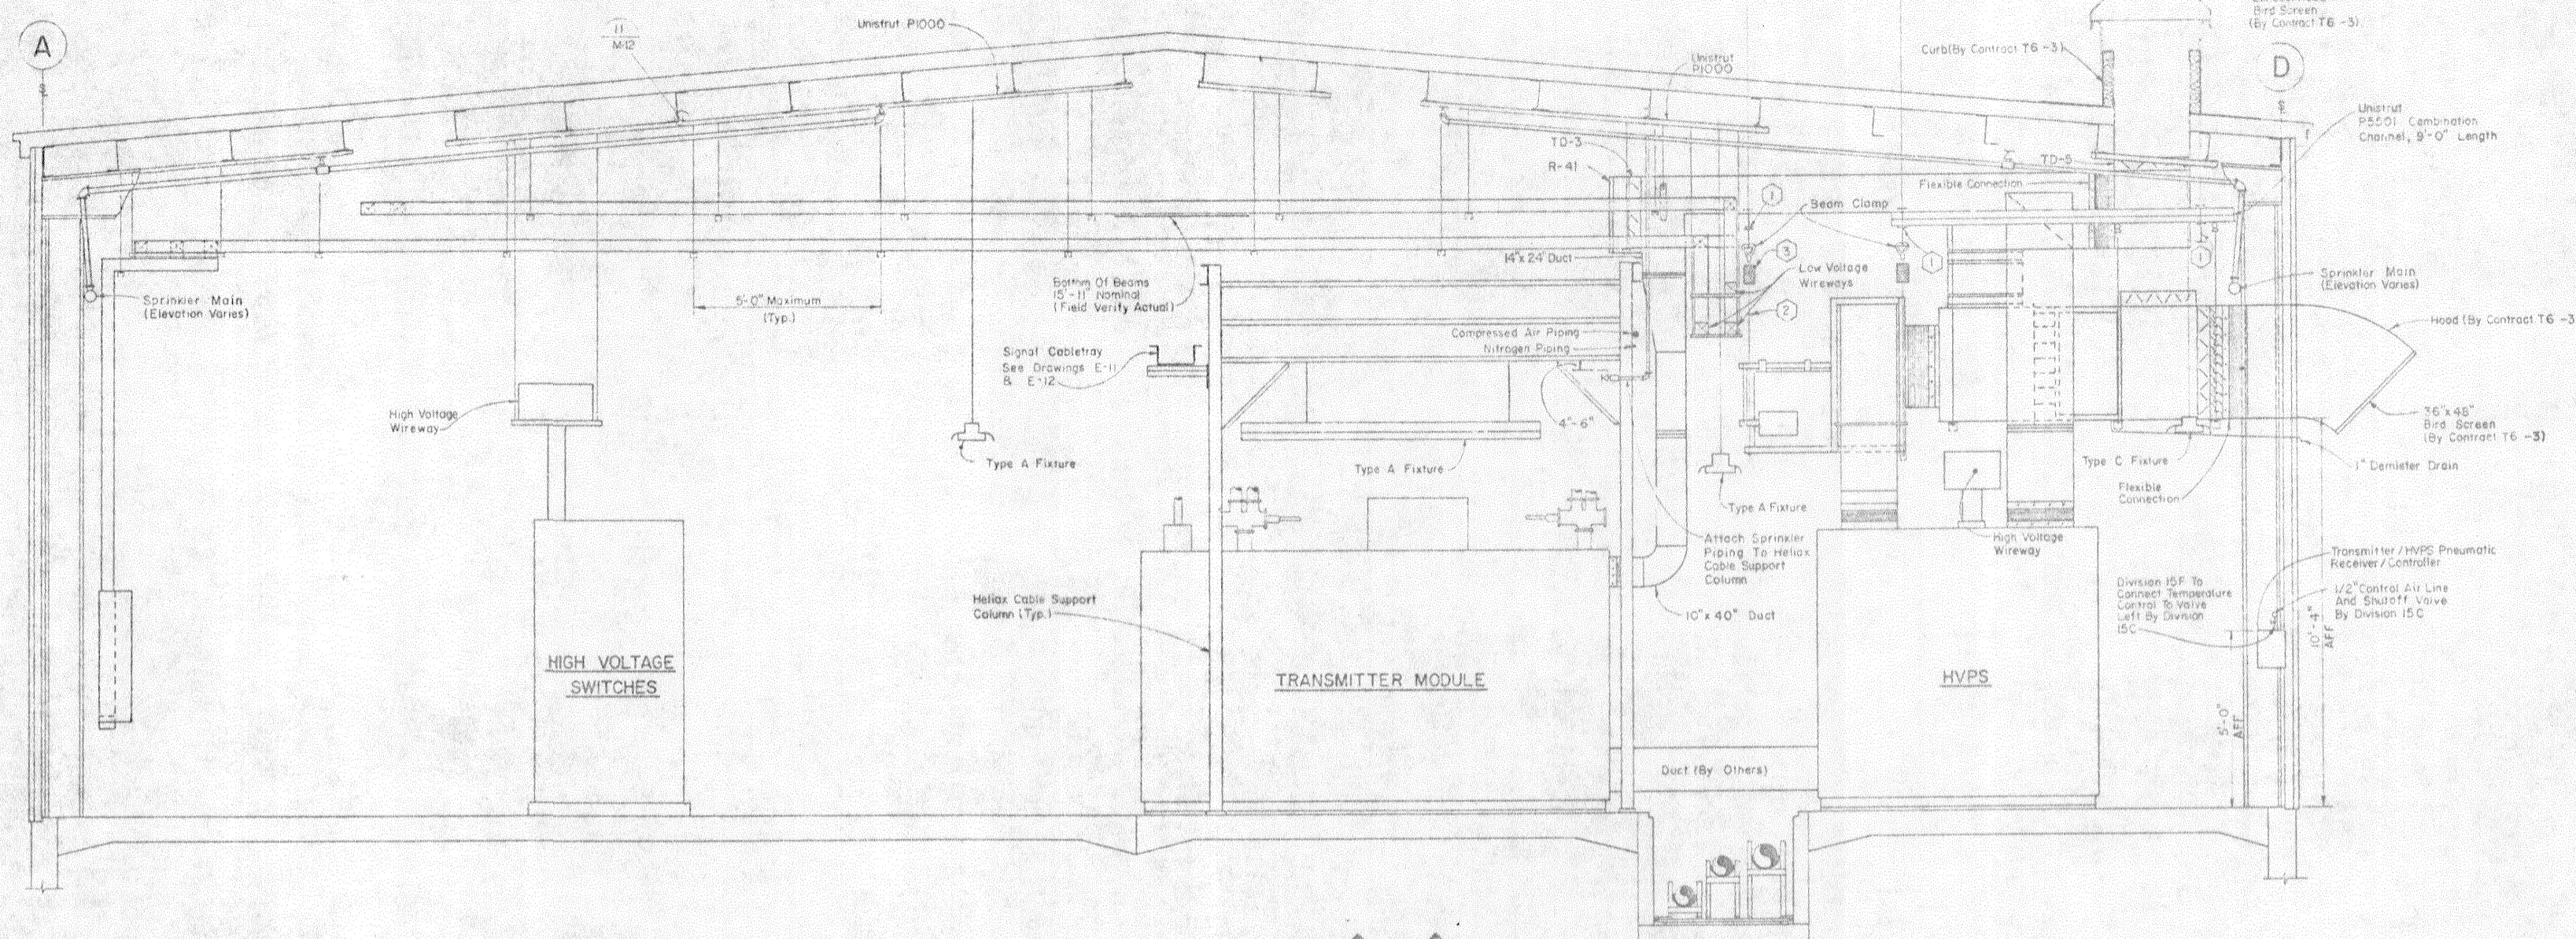 A
11
M-12
Unistrut P1000
Unistrut
P1000
Curb(By Contract T6 -3)
Bird Screen
(By Contract T6 -3)
D
Unistrut
P5501 Combination
Channel, 9'-0" Length
TD-3
R-41
TD-5
Flexible Connection
1
Beam Clamp
3
1
1
14"x 24" Duct
Low Voltage
Wireways
2
Sprinkler Main
(Elevation Varies)
5'-0" Maximum
(Typ.)
Bottom Of Beams
15'-11" Nominal
(Field Verify Actual)
Sprinkler Main
(Elevation Varies)
Hood (By Contract T6 -3
Compressed Air Piping
Nitrogen Piping
Signal Cabletray
See Drawings E-11
& E-12
High Voltage
Wireway
4'-6"
36"x 48"
Bird Screen
(By Contract T6 -3)
Type A Fixture
Type A Fixture
Type C Fixture
1" Demister Drain
Flexible
Connection
Type A Fixture
Attach Sprinkler
Piping To Heliax
Cable Support
Column
High Voltage
Wireway
Transmitter / HVPS Pneumatic
Receiver / Controller
Division 15F To
Connect Temperature
Control To Valve
Left By Division
15C
1/2" Control Air Line
And Shutoff Valve
By Division 15C
Heliax Cable Support
Column (Typ.)
10"x 40" Duct
10'-4"
AFF
HIGH VOLTAGE
SWITCHES
TRANSMITTER MODULE
HVPS
5'-0"
AFF
Duct (By Others)